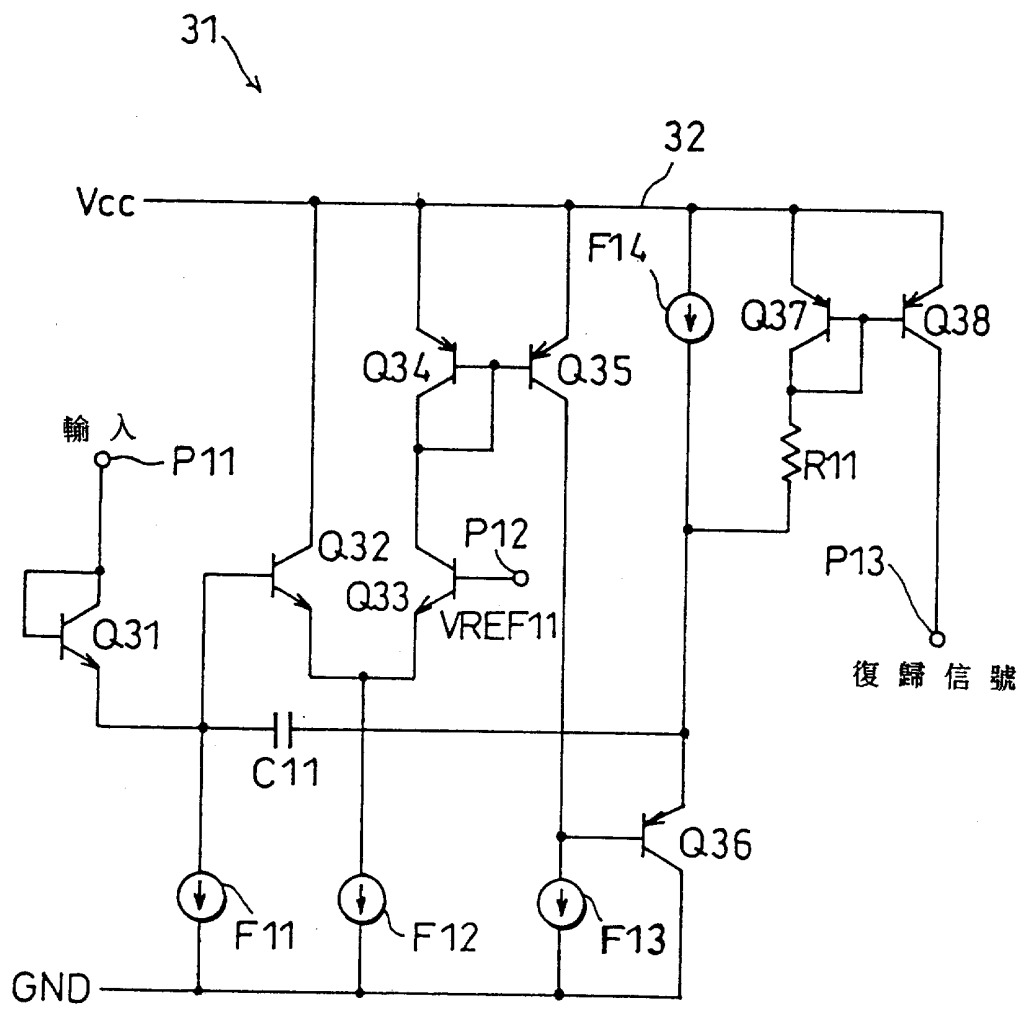 31
32
Vcc
F14
Q37
Q38
Q34
Q35
輸入
P11
R11
Q32
P12
P13
Q33
VREF11
Q31
復歸信號
C11
Q36
F11
F12
F13
GND